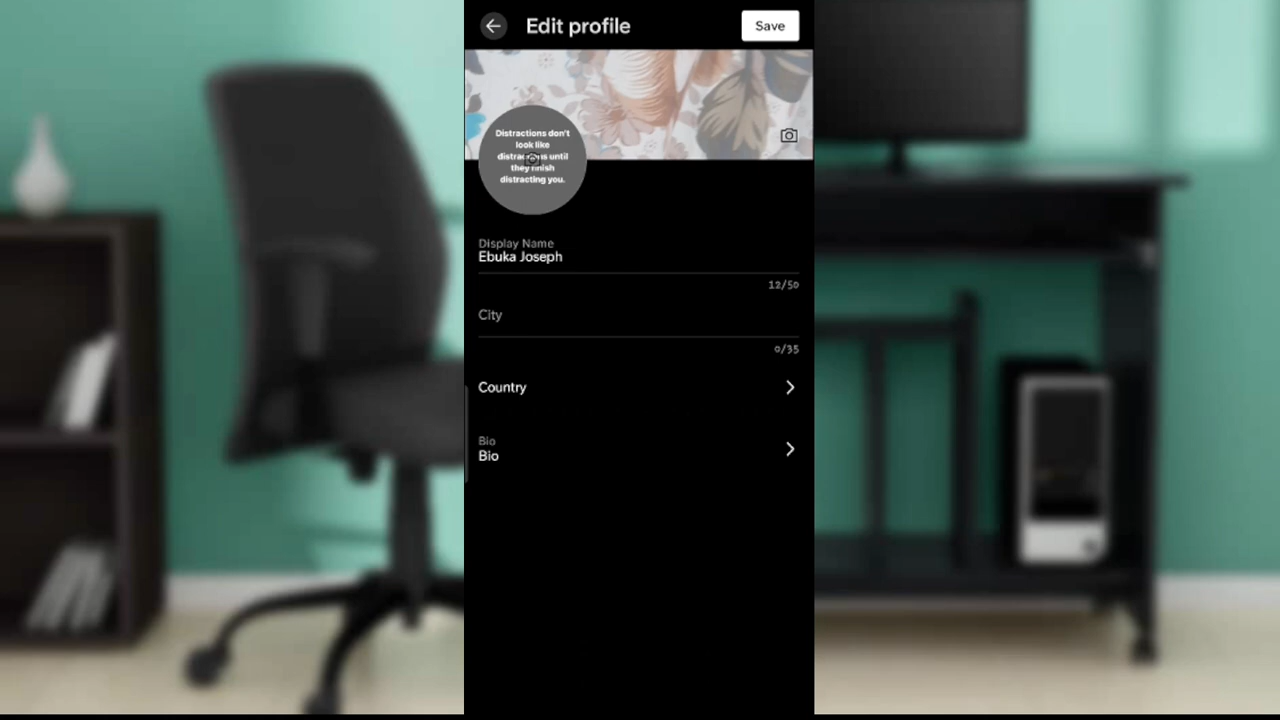 Edit profile
Save
Distractions don't
look like
distractions until
they finish
distracting you.
Display Name
Ebuka Joseph
12/50
City
0/35
Country
Bio
Bio